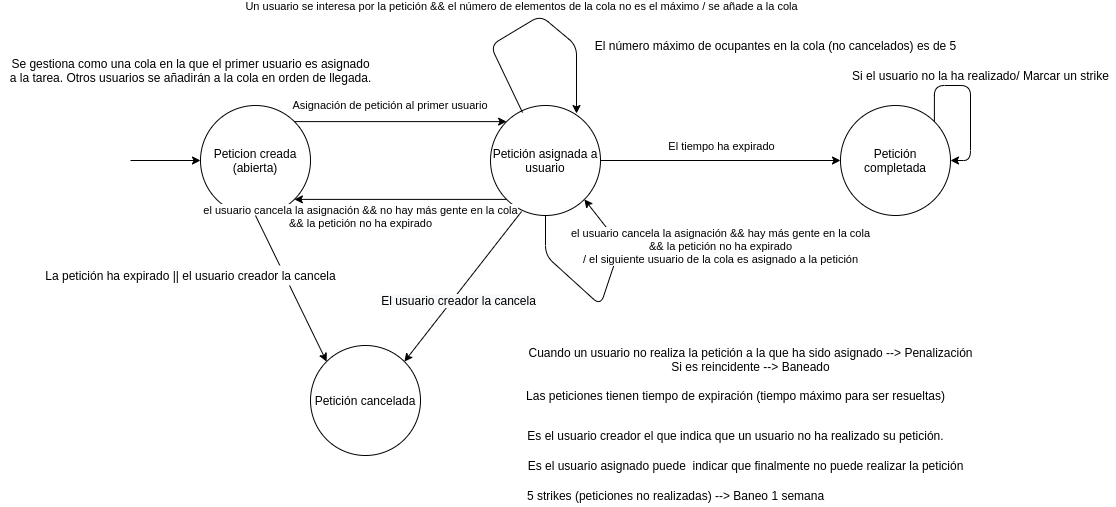 Un usuario se interesa por la petición && el número de elementos de la cola no es el máximo / se añade a la cola
El número máximo de ocupantes en la cola (no cancelados) es de 5
Se gestiona como una cola en la que el primer usuario es asignado
a la tarea. Otros usuarios se añadirán a la cola en orden de llegada.
Si el usuario no la ha realizado/ Marcar un strike
Asignación de petición al primer usuario
Peticion creada
(abierta)
Petición asignada a
usuario
El tiempo ha expirado
Petición
completada
el usuario cancela la asignación && no hay más gente en la cola
&& la petición no ha expirado
el usuario cancela la asignación && hay más gente en la cola
&& la petición no ha expirado
/ el siguiente usuario de la cola es asignado a la petición
La petición ha expirado || el usuario creador la cancela
El usuario creador la cancela
Petición cancelada
Cuando un usuario no realiza la petición a la que ha sido asignado --> Penalización
Si es reincidente --> Baneado
Las peticiones tienen tiempo de expiración (tiempo máximo para ser resueltas)
Es el usuario creador el que indica que un usuario no ha realizado su petición.
Es el usuario asignado puede  indicar que finalmente no puede realizar la petición
5 strikes (peticiones no realizadas) --> Baneo 1 semana